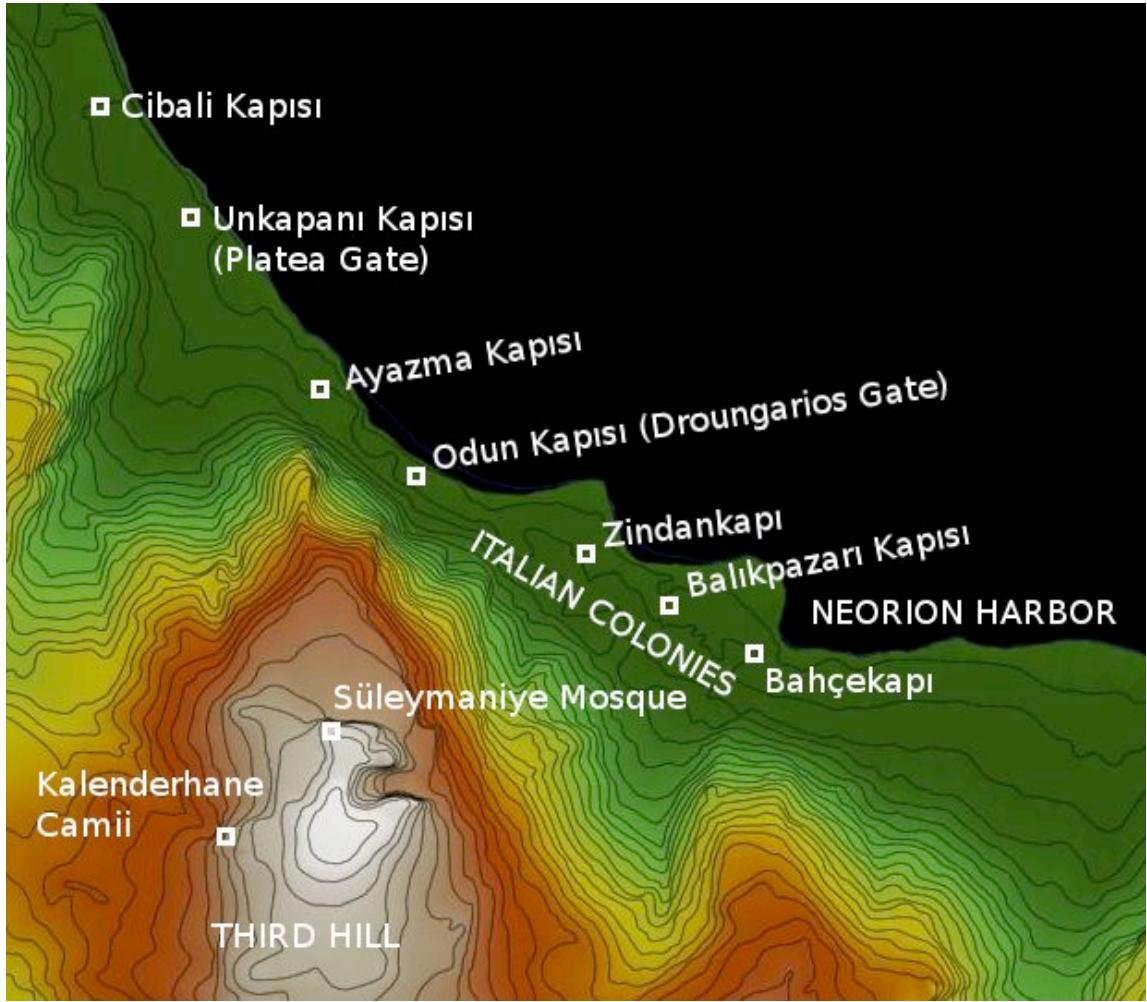 Cibali Kapısı
Unkapanı Kapısı
(Platea Gate)
Ayazma Kapısı
Odun Kapısı (Droungarios Gate)
Zindankapı
Balıkpazarı Kapısı
ITALIAN COLONIES
NEORION HARBOR
Bahçekapı
Süleymaniye Mosque
Kalenderhane
Camii
THIRD HILL